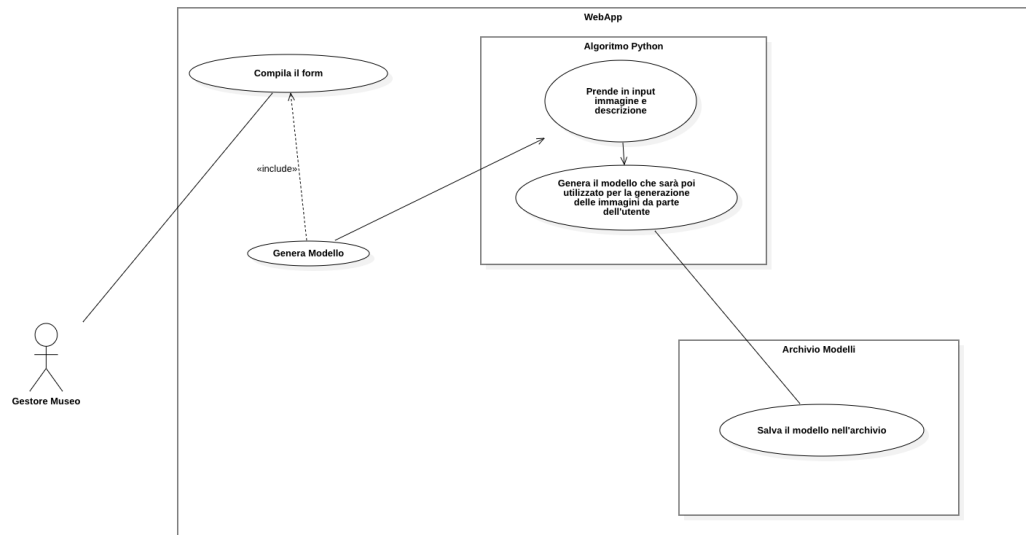 WebApp
Algoritmo Python
Compila il form
Prende in input
immagine e
descrizione
«include»
Genera il modello che sarà poi
utilizzato per la generazione
delle immagini da parte
dell'utente
Genera Modello
Gestore Museo
Archivio Modelli
Salva il modello nell'archivio